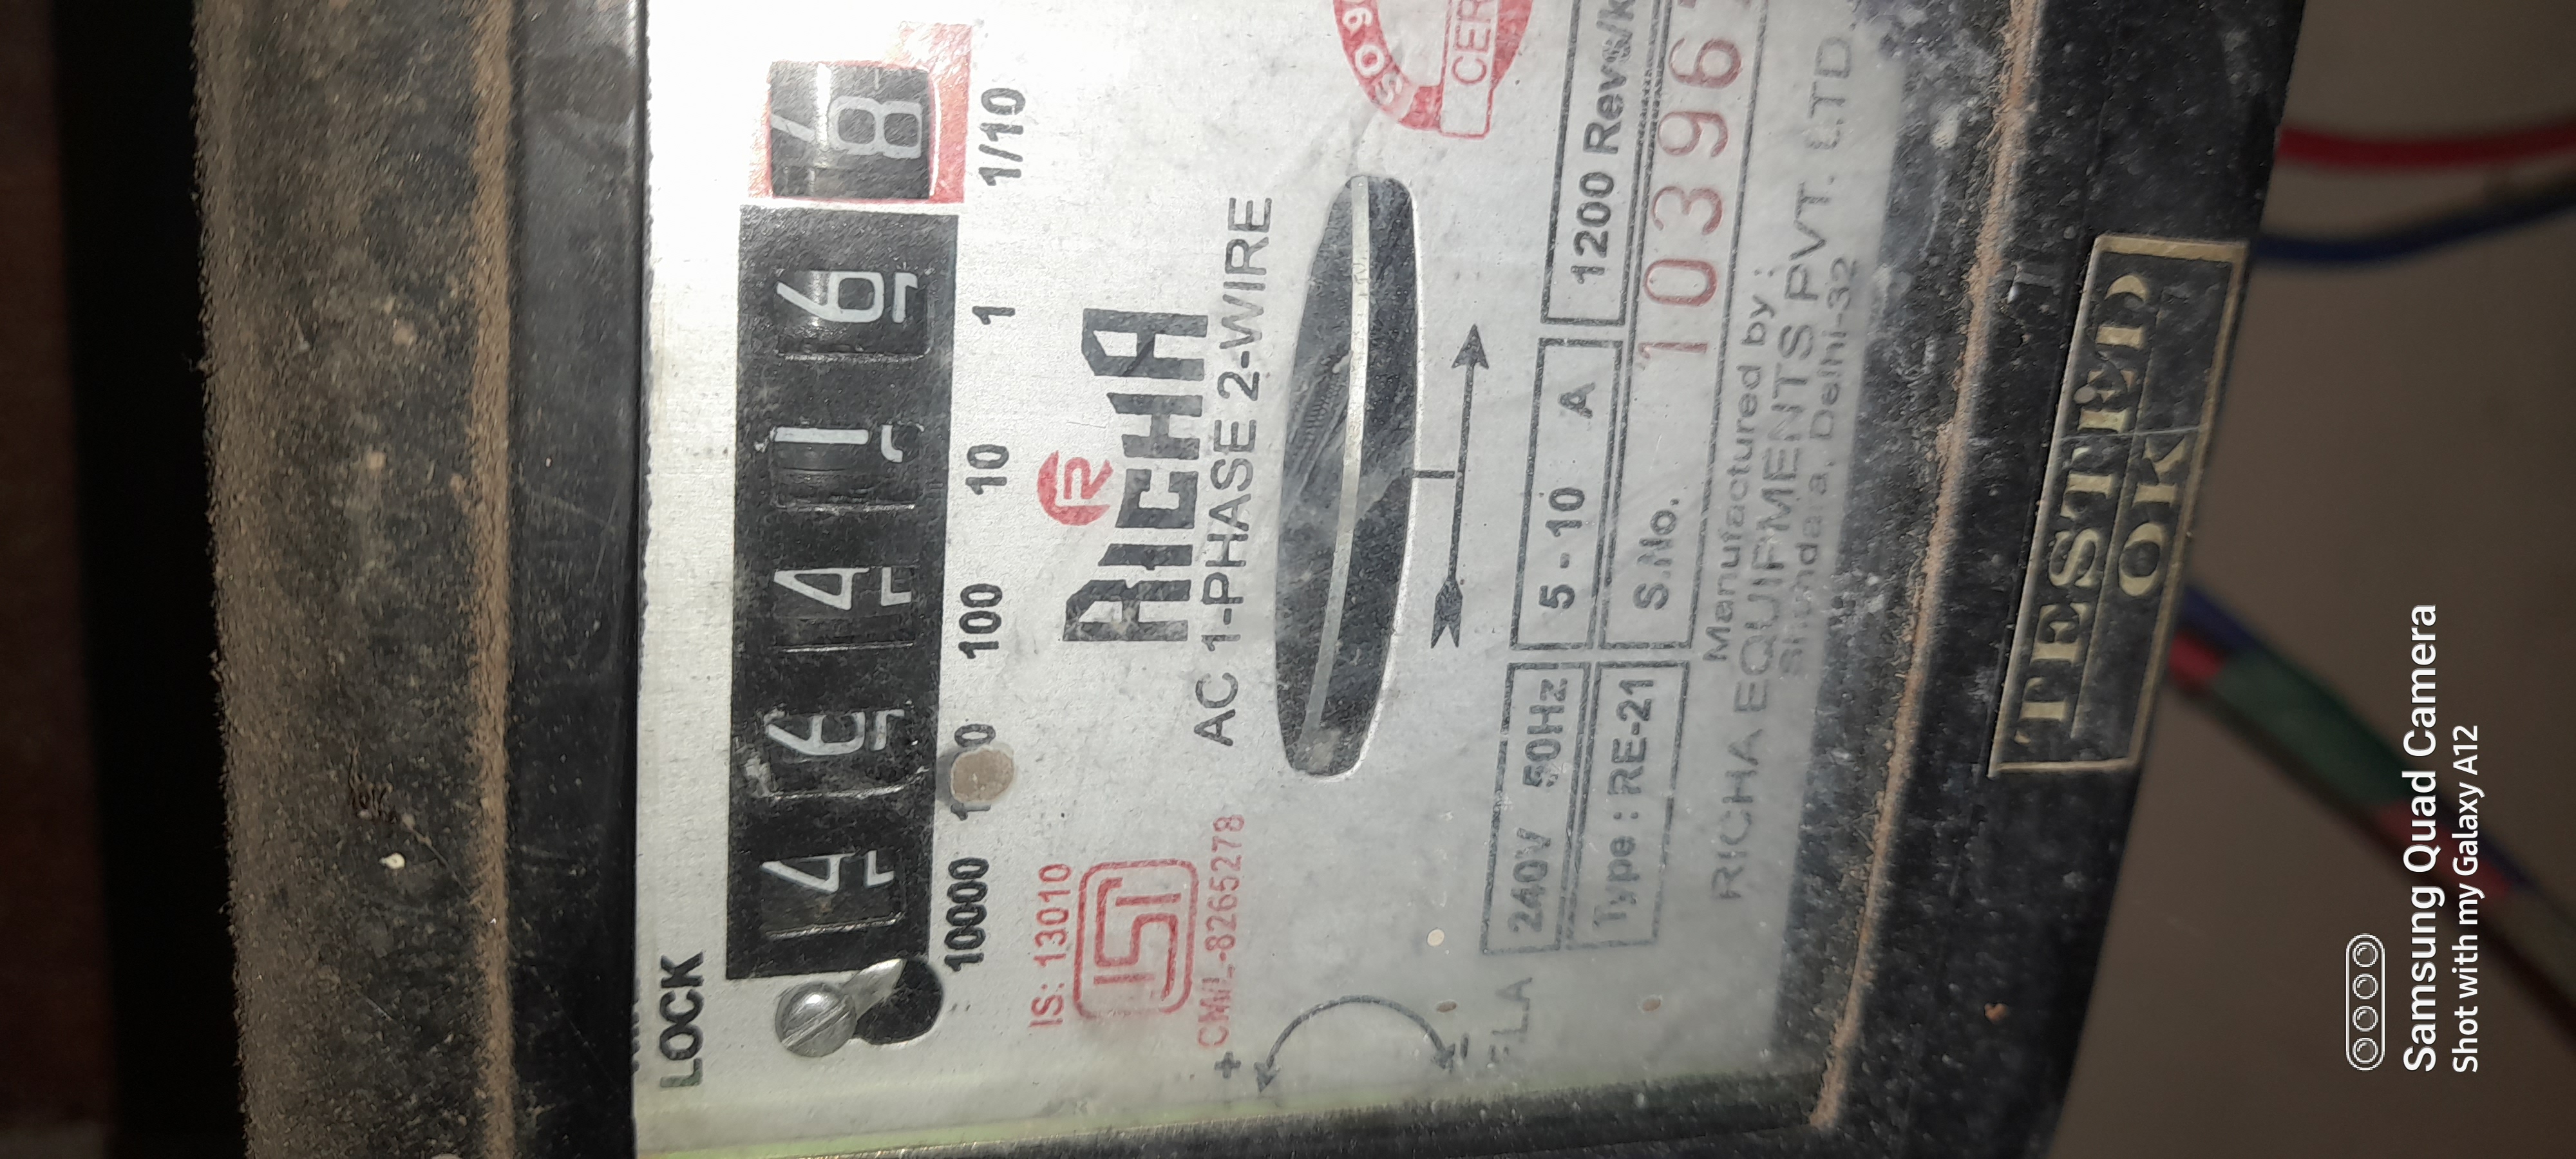 LOCK
4 6 4 1 6 8
10000 100 10 1 1/10
IS: 13010
R
RICHA
CML-8265278
AC 1-PHASE 2-WIRE
CER
240V 50Hz
5 - 10 A
1200 Revs/k
Type : RE-21
S.No.
10396
Manufactured by :
RICHA EQUIPMENTS PVT. LTD.
Delhi-32
TESTED
OK
Samsung Quad Camera
Shot with my Galaxy A12